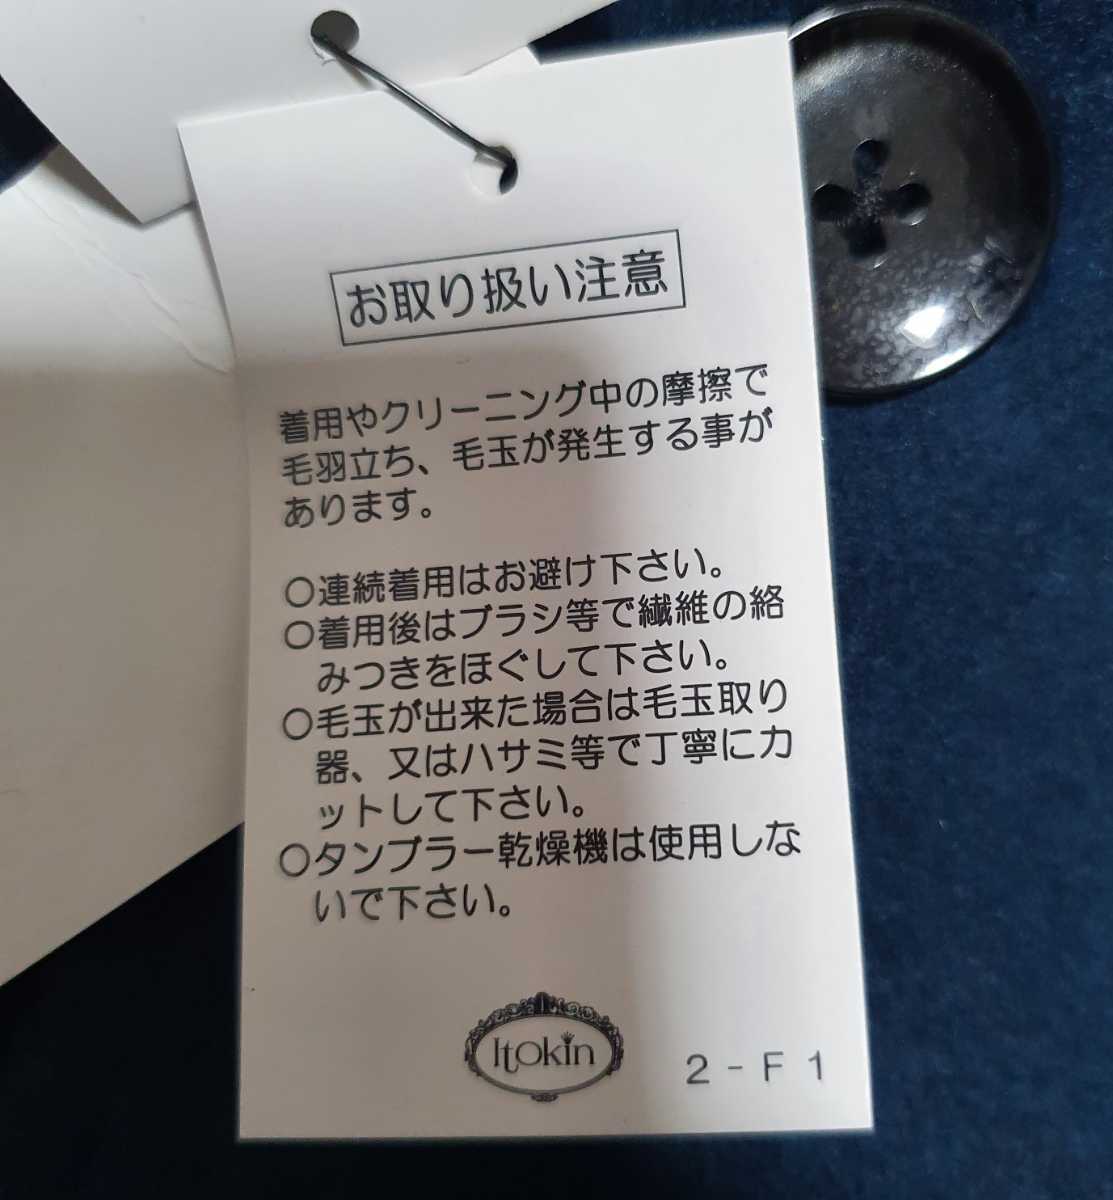 お取り扱い注意
着用やクリーニング中の摩擦で
毛羽立ち、毛玉が発生する事が
あります。
○連続着用はお避け下さい。
○着用後はブラシ等で繊維の絡
みつきをほぐして下さい。
○毛玉が出来た場合は毛玉取り
器、又はハサミ等で丁寧にカ
ットして下さい。
○タンブラー乾燥機は使用しな
いで下さい。
Itokin
2-F1